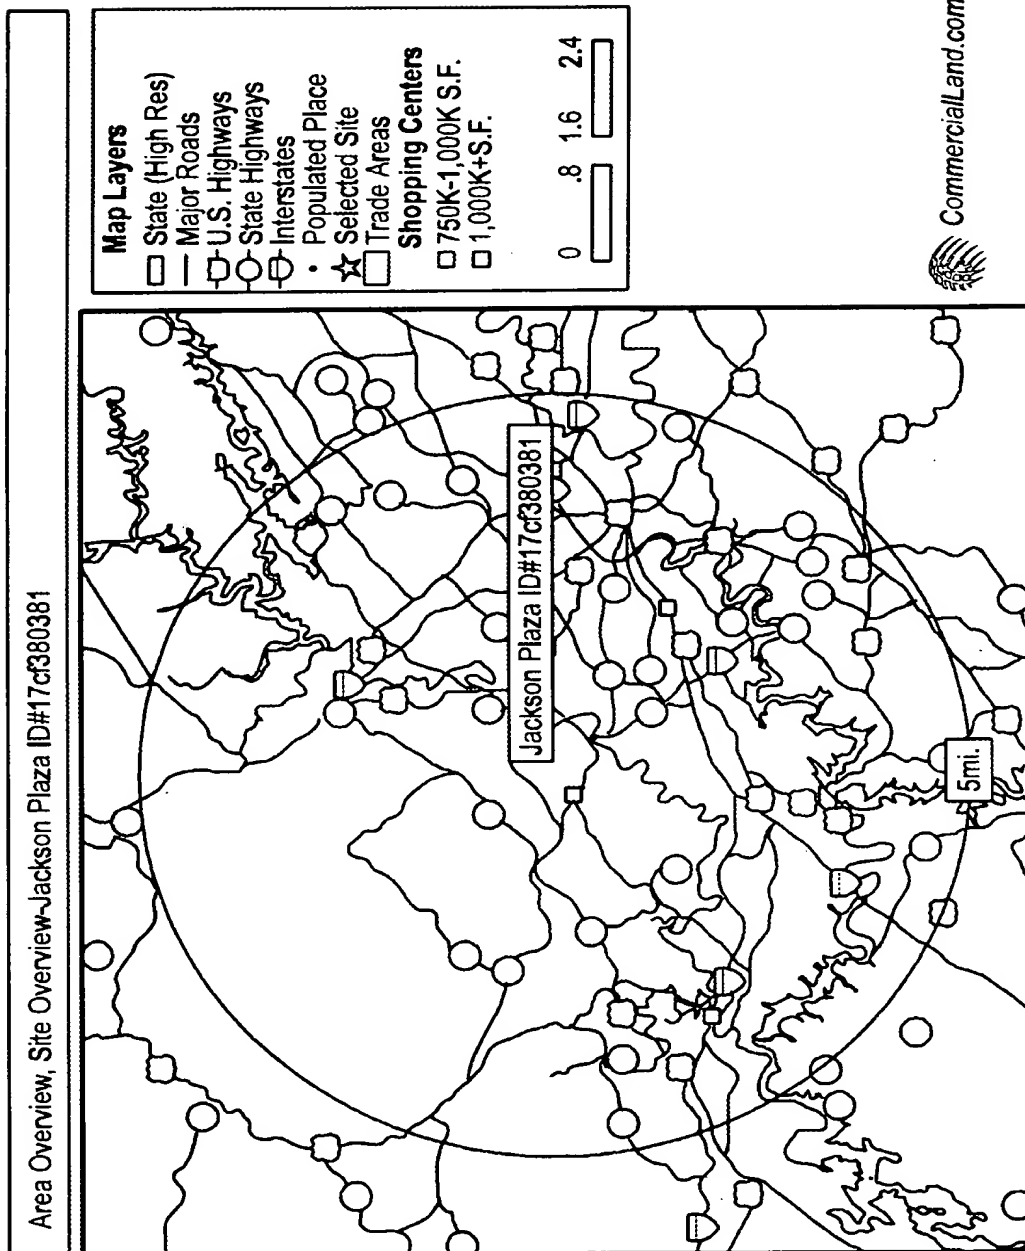 Area Overview, Site Overview-Jackson Plaza ID#17cf380381
Jackson Plaza ID#17cf380381
5mi.
Map Layers
State (High Res)
Major Roads
U.S. Highways
State Highways
Interstates
Populated Place
Selected Site
Trade Areas
Shopping Centers
750K-1,000K S.F.
1,000K+S.F.
0 .8 1.6 2.4
CommercialLand.com